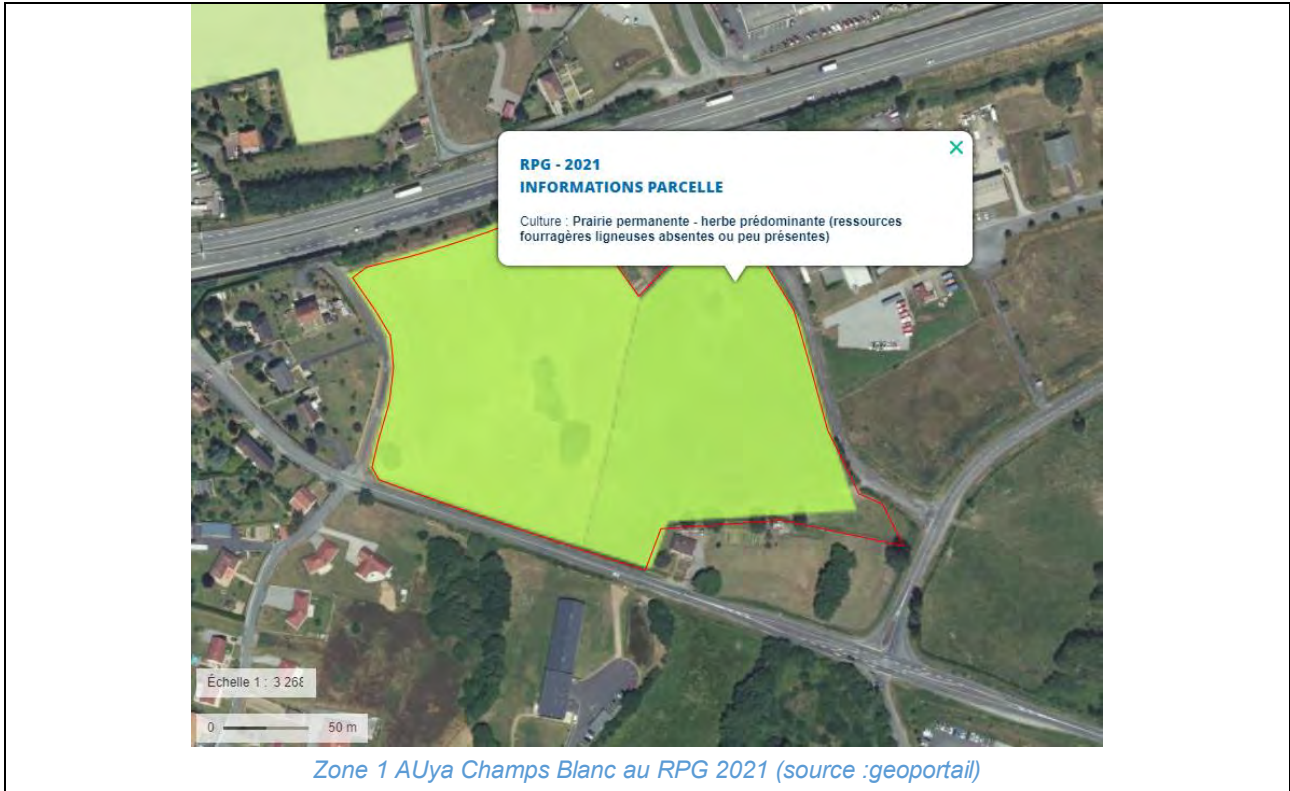 RPG - 2021
INFORMATIONS PARCELLE
Culture : Prairie permanente - herbe prédominante (ressources
fourragères ligneuses absentes ou peu présentes)
Échelle 1 : 3 268
0 50 m
Zone 1 AUya Champs Blanc au RPG 2021 (source :geoportail)